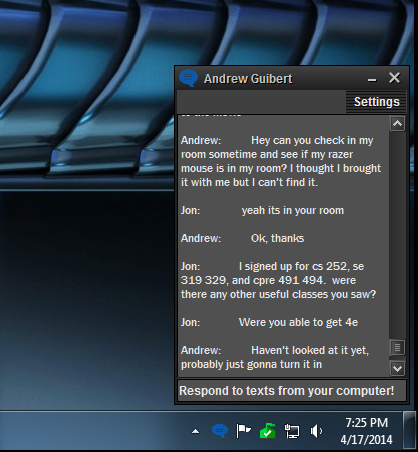 Andrew Guibert
Settings
to the movie
Andrew: Hey can you check in my
room sometime and see if my razer
mouse is in my room? I thought I brought
it with me but I can't find it.
Jon: yeah its in your room
Andrew: Ok, thanks
Jon: I signed up for cs 252, se
319 329, and cpre 491 494. were
there any other useful classes you saw?
Jon: Were you able to get 4e
Andrew: Haven't looked at it yet,
probably just gonna turn it in
Respond to texts from your computer!
7:25 PM
4/17/2014